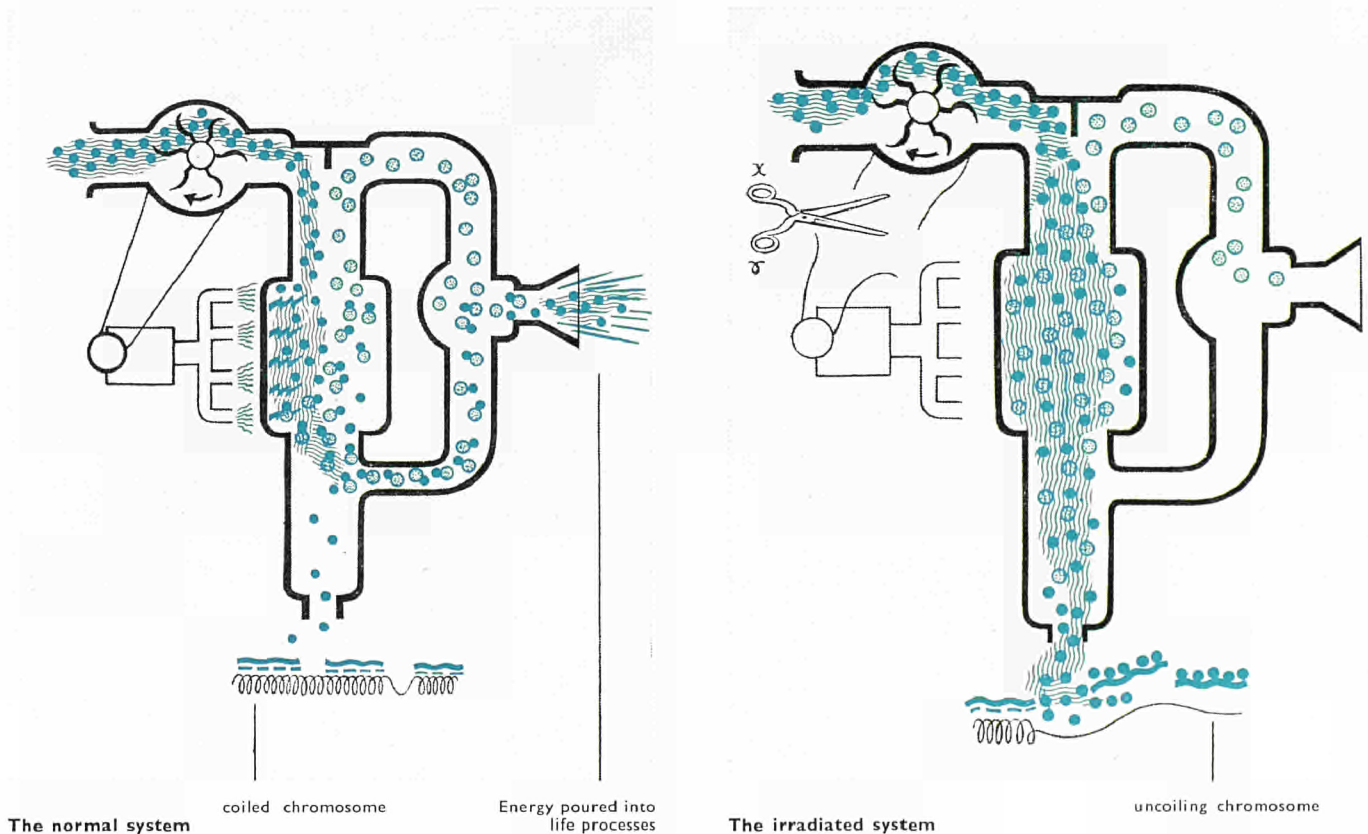 χ
γ
coiled chromosome
Energy poured into
life processes
The normal system
uncoiling chromosome
The irradiated system